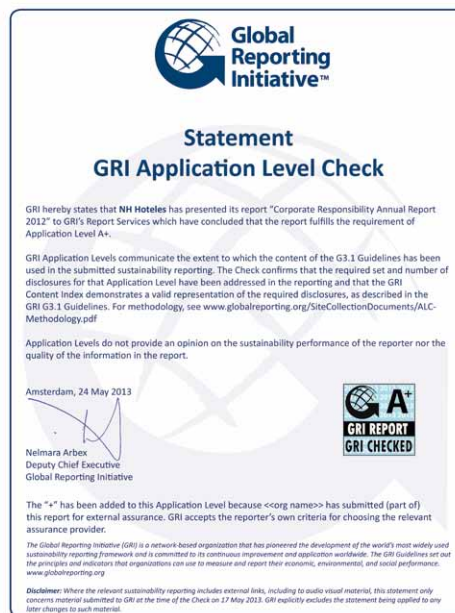 Global
Reporting
Initiative™
Statement
GRI Application Level Check
GRI hereby states that NH Hoteles has presented its report "Corporate Responsibility Annual Report
2012" to GRI's Report Services which have concluded that the report fulfills the requirement of
Application Level A+.
GRI Application Levels communicate the extent to which the content of the G3.1 Guidelines has been
used in the submitted sustainability reporting. The Check confirms that the required set and number of
disclosures for that Application Level have been addressed in the reporting and that the GRI
Content Index demonstrates a valid representation of the required disclosures, as described in the
GRI G3.1 Guidelines. For methodology, see www.globalreporting.org/SiteCollectionDocuments/ALC-
Methodology.pdf
Application Levels do not provide an opinion on the sustainability performance of the reporter nor the
quality of the information in the report.
Amsterdam, 24 May 2013
A+
GRI REPORT
GRI CHECKED
Nelmara Arbex
Deputy Chief Executive
Global Reporting Initiative
The "+" has been added to this Application Level because <<org name>> has submitted (part of)
this report for external assurance. GRI accepts the reporter's own criteria for choosing the relevant
assurance provider.
The Global Reporting Initiative (GRI) is a network-based organization that has pioneered the development of the world's most widely used
sustainability reporting framework and is committed to its continuous improvement and application worldwide. The GRI Guidelines set out
the principles and indicators that organizations can use to measure and report their economic, environmental, and social performance.
www.globalreporting.org
Disclaimer: Where the relevant sustainability reporting includes external links, including to audio visual material, this statement only
concerns material submitted to GRI at the time of the Check on 17 May 2013. GRI explicitly excludes the statement being applied to any
later changes to such material.